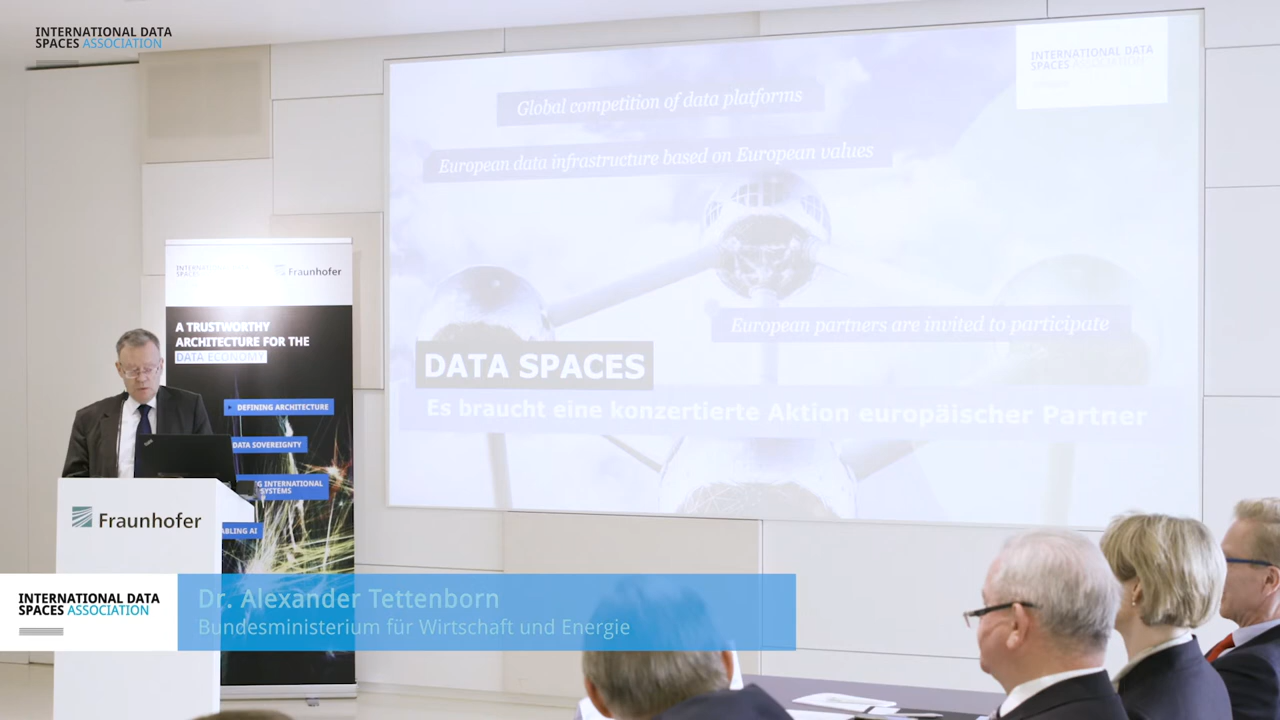 INTERNATIONAL DATA
SPACES ASSOCIATION
INTERNATIONAL DATA
SPACES ASSOCIATION
Global competition of data platforms
European data infrastructure based on European values
European partners are invited to participate
DATA SPACES
Es braucht eine konzertierte Aktion europäischer Partner
Fraunhofer
A TRUSTWORTHY
ARCHITECTURE FOR THE
DATA ECONOMY
DEFINING ARCHITECTURE
DATA SOVEREIGNTY
INTERNATIONAL
SYSTEMS
AI
Fraunhofer
INTERNATIONAL DATA
SPACES ASSOCIATION
Dr. Alexander Tettenborn
Bundesministerium für Wirtschaft und Energie